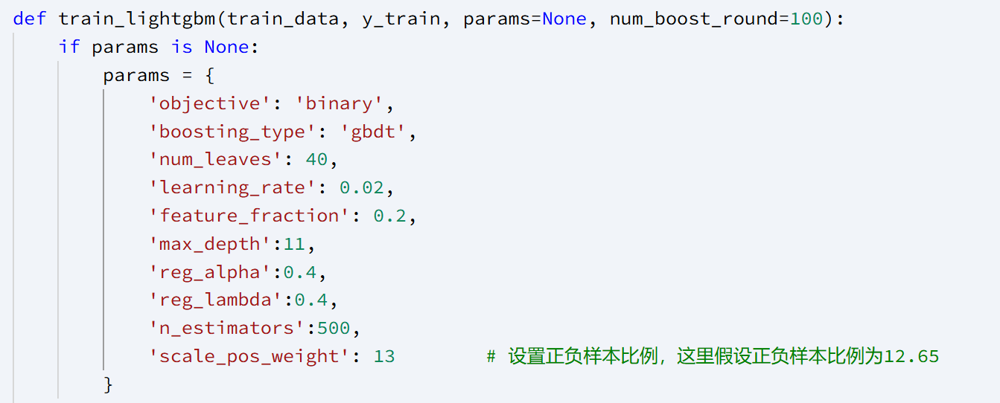 def train_lightgbm(train_data, y_train, params=None, num_boost_round=100):
    if params is None:
        params = {
            'objective': 'binary',
            'boosting_type': 'gbdt',
            'num_leaves': 40,
            'learning_rate': 0.02,
            'feature_fraction': 0.2,
            'max_depth':11,
            'reg_alpha':0.4,
            'reg_lambda':0.4,
            'n_estimators':500,
            'scale_pos_weight': 13        # 设置正负样本比例，这里假设正负样本比例为12.65
        }